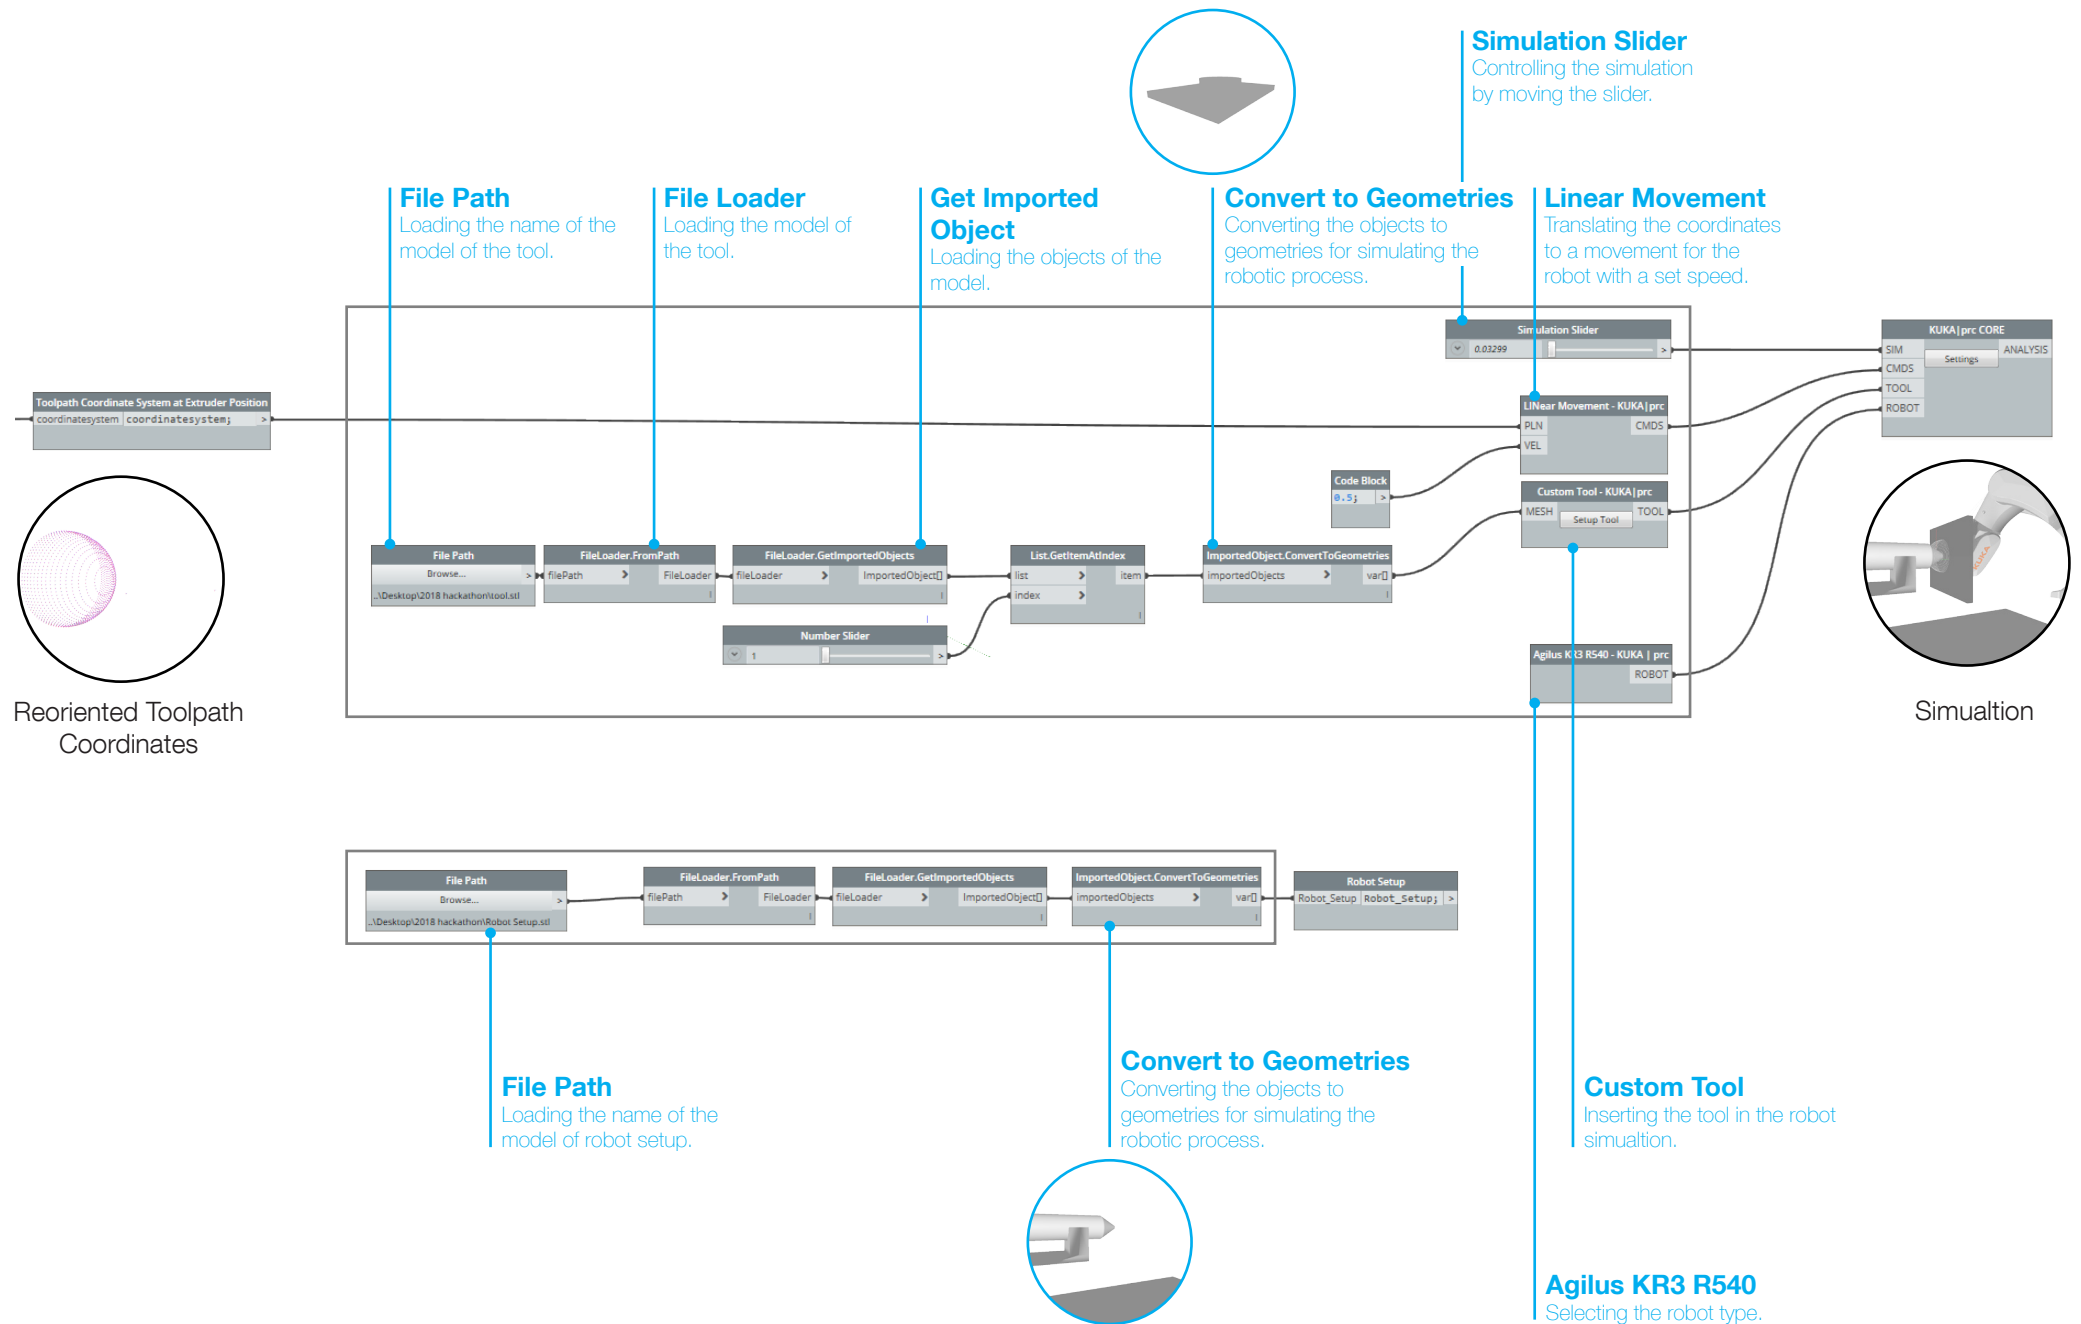 Simulation Slider
Controlling the simulation
by moving the slider.
File Path
Loading the name of the
model of the tool.
File Loader
Loading the model of
the tool.
Get Imported
Object
Loading the objects of the
model.
Convert to Geometries
Converting the objects to
geometries for simulating the
robotic process.
Linear Movement
Translating the coordinates
to a movement for the
robot with a set speed.
Simulation Slider
0.03299
>
KUKA|prc CORE
SIM
Settings
ANALYSIS
CMDS
TOOL
ROBOT
Toolpath Coordinate System at Extruder Position
coordinatesystem
coordinatesystem;
>
LINear Movement - KUKA|prc
PLN
CMDS
VEL
Code Block
0.5;
>
Custom Tool - KUKA|prc
MESH
Setup Tool
TOOL
File Path
Browse...
>
..\Desktop\2018 hackathon\tool.stl
FileLoader.FromPath
filePath
>
FileLoader
FileLoader.GetImportedObjects
fileLoader
>
ImportedObject[]
List.GetItemAtIndex
list
>
item
index
>
ImportedObject.ConvertToGeometries
importedObjects
>
var[]
Number Slider
1
>
Agilus KR3 R540 - KUKA | prc
ROBOT
KUKA
Reoriented Toolpath
Coordinates
Simualtion
File Path
Browse...
>
..\Desktop\2018 hackathon\Robot Setup.stl
FileLoader.FromPath
filePath
>
FileLoader
FileLoader.GetImportedObjects
fileLoader
>
ImportedObject[]
ImportedObject.ConvertToGeometries
importedObjects
>
var[]
Robot Setup
Robot_Setup
Robot_Setup;
>
File Path
Loading the name of the
model of robot setup.
Convert to Geometries
Converting the objects to
geometries for simulating the
robotic process.
Custom Tool
Inserting the tool in the robot
simualtion.
Agilus KR3 R540
Selecting the robot type.